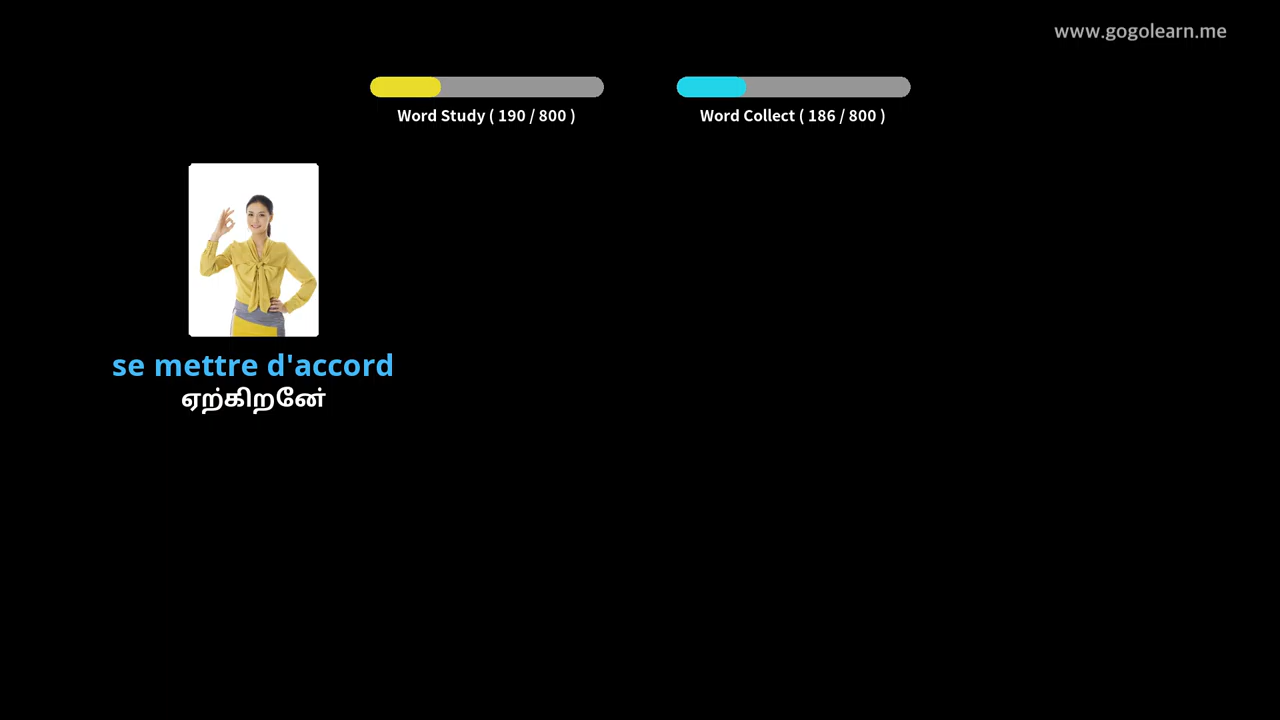 www.gogolearn.me
Word Study ( 190 / 800 )
Word Collect ( 186 / 800 )
se mettre d'accord
ஏற்கிறேன்